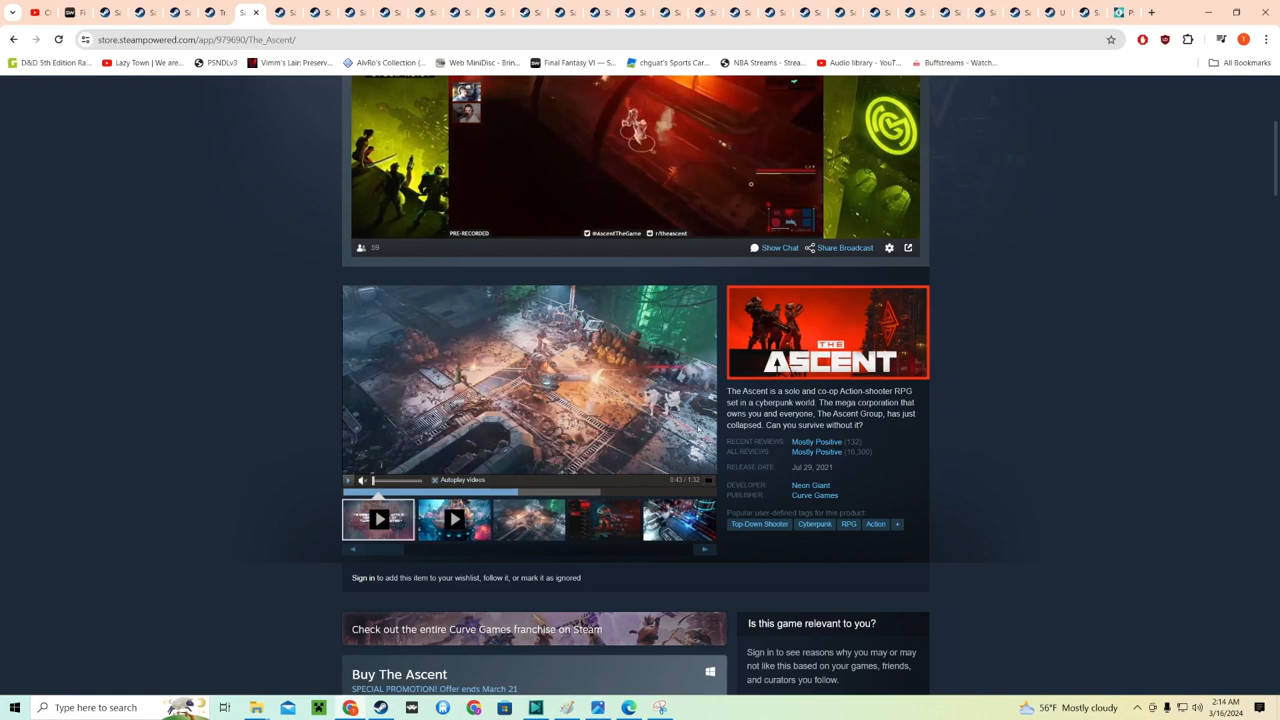 YouTube
Twitch
PSNDL
Steam
store.steampowered.com/app/979690/The_Ascent/
D&D 5th Edition Ra...
Lazy Town | We are...
PSNDLv3
Vimm's Lair: Preserv...
AlvRo's Collection (...
Web MiniDisc - Brin...
Final Fantasy VI — S...
chguat's Sports Car...
NBA Streams - Strea...
Audio library - YouT...
Buffstreams - Watch...
All Bookmarks
PRE-RECORDED
@AscentTheGame
r/theascent
59
Show Chat
Share Broadcast
THE
ASCENT
The Ascent is a solo and co-op Action-shooter RPG
set in a cyberpunk world. The mega corporation that
owns you and everyone, The Ascent Group, has just
collapsed. Can you survive without it?
RECENT REVIEWS: Mostly Positive (132)
ALL REVIEWS: Mostly Positive (16,300)
RELEASE DATE: Jul 29, 2021
DEVELOPER: Neon Giant
PUBLISHER: Curve Games
Popular user-defined tags for this product:
Top-Down Shooter Cyberpunk RPG Action +
Autoplay videos
0:43 / 1:32
Sign in to add this item to your wishlist, follow it, or mark it as ignored
Check out the entire Curve Games franchise on Steam
Buy The Ascent
SPECIAL PROMOTION! Offer ends March 21
Is this game relevant to you?
Sign in to see reasons why you may or may
not like this based on your games, friends,
and curators you follow.
Type here to search
56°F Mostly cloudy
2:14 AM
3/16/2024